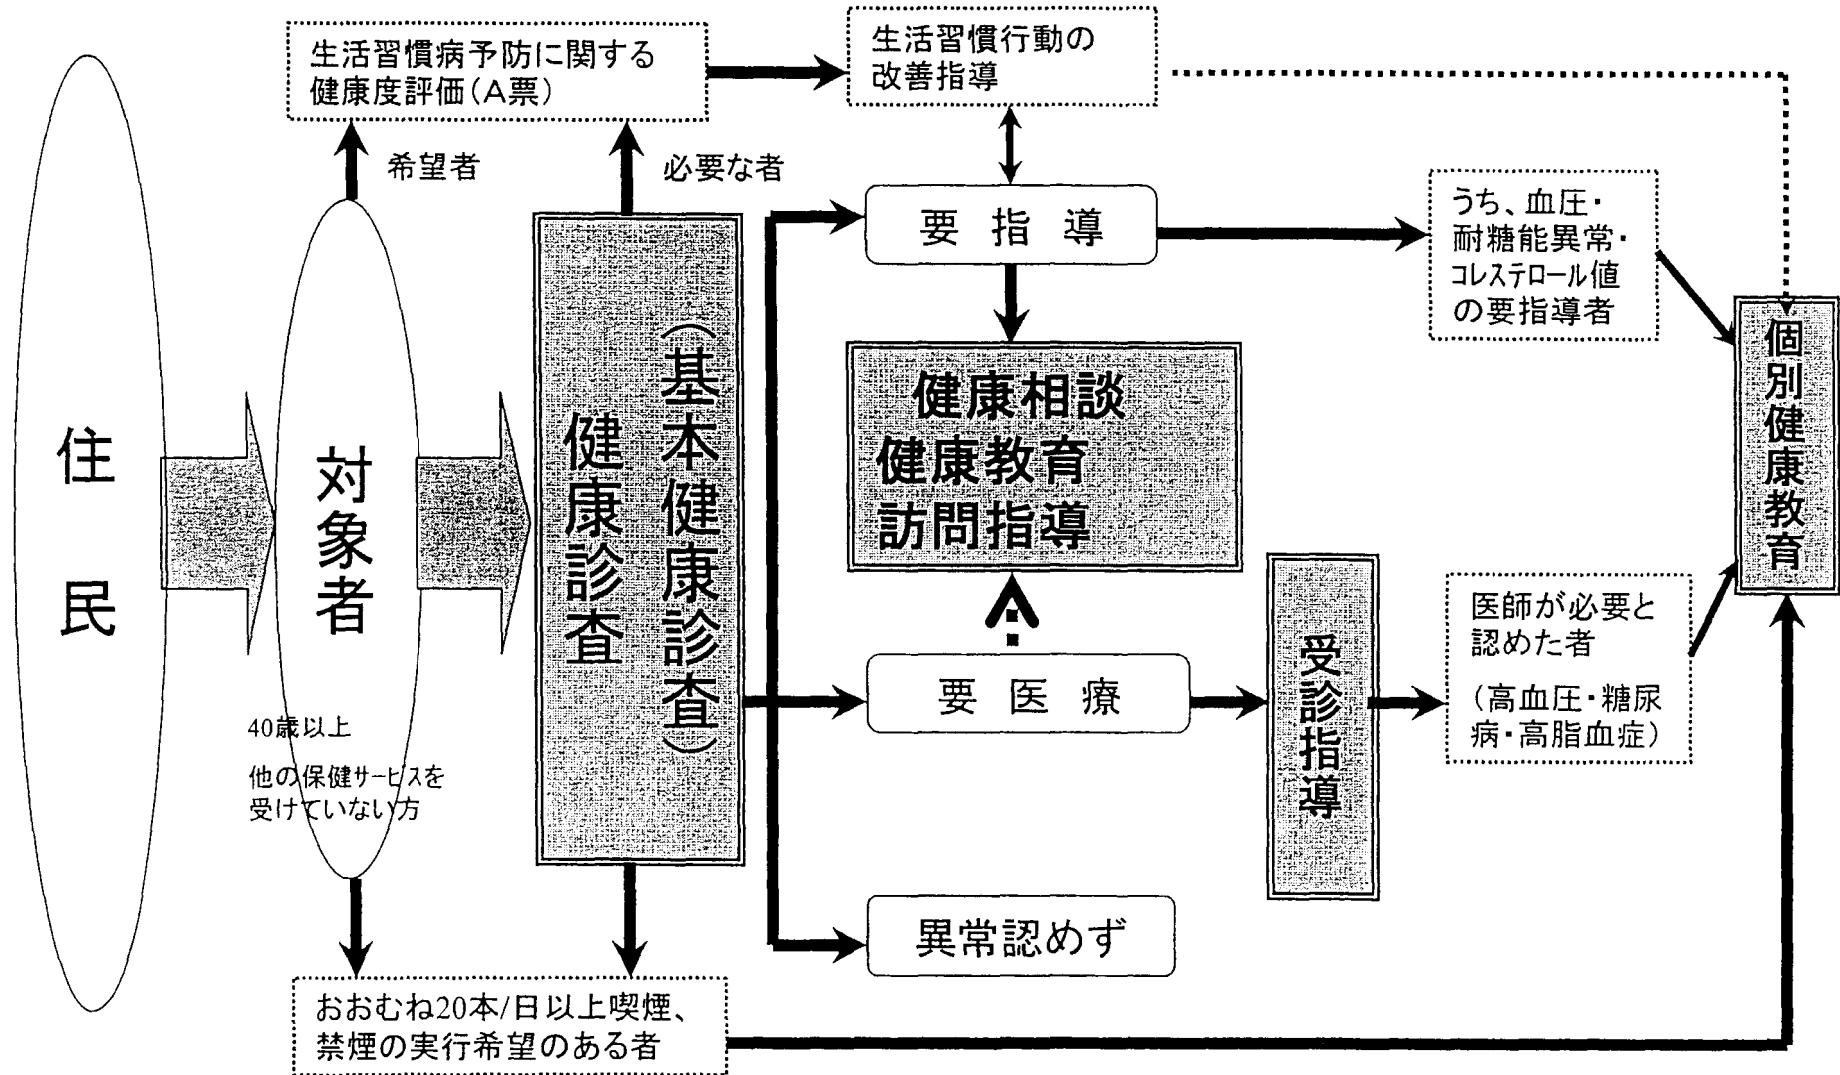 生活習慣病予防に関する
健康度評価(A票)
生活習慣行動の
改善指導
希望者
必要な者
住民
対象者
40歳以上
他の保健サービスを
受けていない方
健康診査
(基本健康診査)
要指導
うち、血圧・
耐糖能異常・
コレステロール値
の要指導者
健康相談
健康教育
訪問指導
個別健康教育
要医療
受診指導
医師が必要と
認めた者
(高血圧・糖尿
病・高脂血症)
異常認めず
おおむね20本/日以上喫煙、
禁煙の実行希望のある者